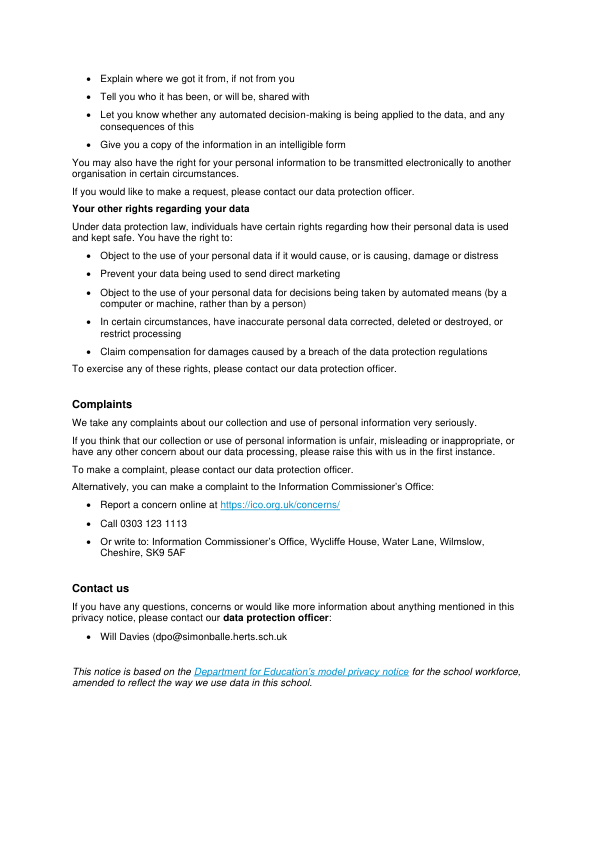 • Explain where we got it from, if not from you
• Tell you who it has been, or will be, shared with
• Let you know whether any automated decision-making is being applied to the data, and any
consequences of this
• Give you a copy of the information in an intelligible form
You may also have the right for your personal information to be transmitted electronically to another
organisation in certain circumstances.
If you would like to make a request, please contact our data protection officer.
Your other rights regarding your data
Under data protection law, individuals have certain rights regarding how their personal data is used
and kept safe. You have the right to:
• Object to the use of your personal data if it would cause, or is causing, damage or distress
• Prevent your data being used to send direct marketing
• Object to the use of your personal data for decisions being taken by automated means (by a
computer or machine, rather than by a person)
• In certain circumstances, have inaccurate personal data corrected, deleted or destroyed, or
restrict processing
• Claim compensation for damages caused by a breach of the data protection regulations
To exercise any of these rights, please contact our data protection officer.
Complaints
We take any complaints about our collection and use of personal information very seriously.
If you think that our collection or use of personal information is unfair, misleading or inappropriate, or
have any other concern about our data processing, please raise this with us in the first instance.
To make a complaint, please contact our data protection officer.
Alternatively, you can make a complaint to the Information Commissioner's Office:
• Report a concern online at https://ico.org.uk/concerns/
• Call 0303 123 1113
• Or write to: Information Commissioner's Office, Wycliffe House, Water Lane, Wilmslow,
Cheshire, SK9 5AF
Contact us
If you have any questions, concerns or would like more information about anything mentioned in this
privacy notice, please contact our data protection officer:
• Will Davies (dpo@simonballe.herts.sch.uk
This notice is based on the Department for Education's model privacy notice for the school workforce,
amended to reflect the way we use data in this school.